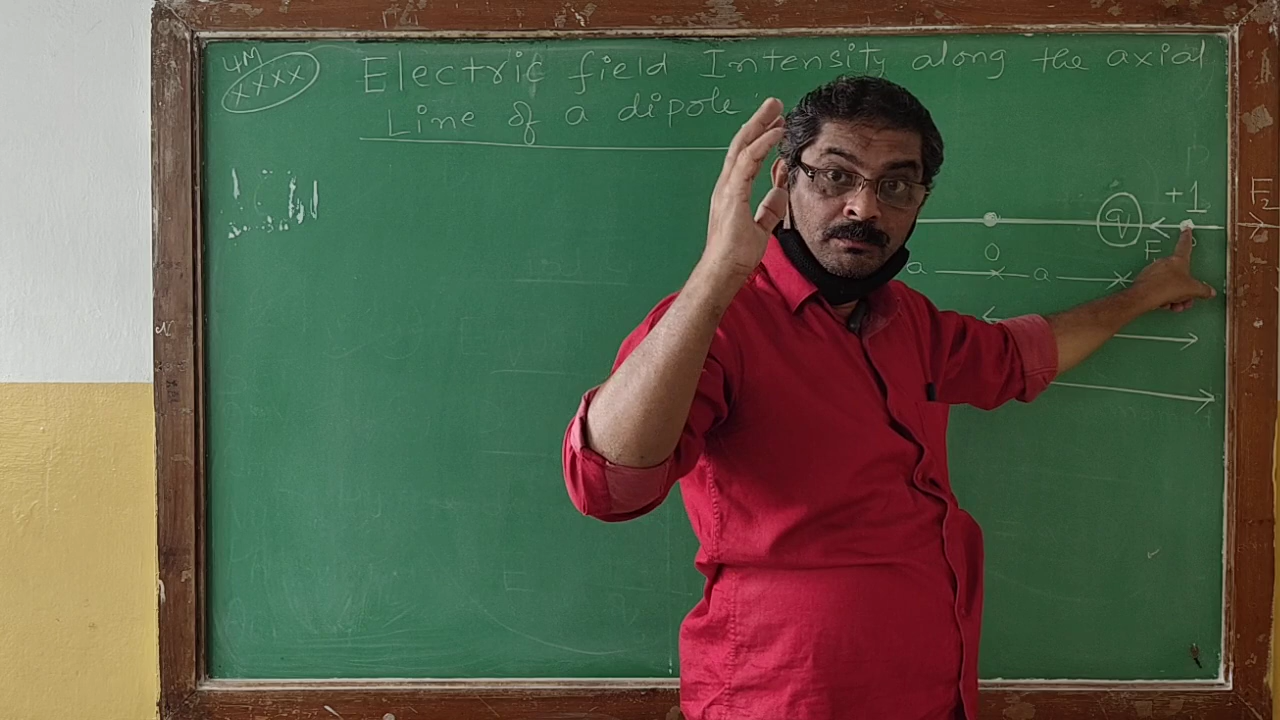 4M
XXXX
Electric field Intensity along the axial
Line of a dipole
P
+1
F2
q
F
O
a a